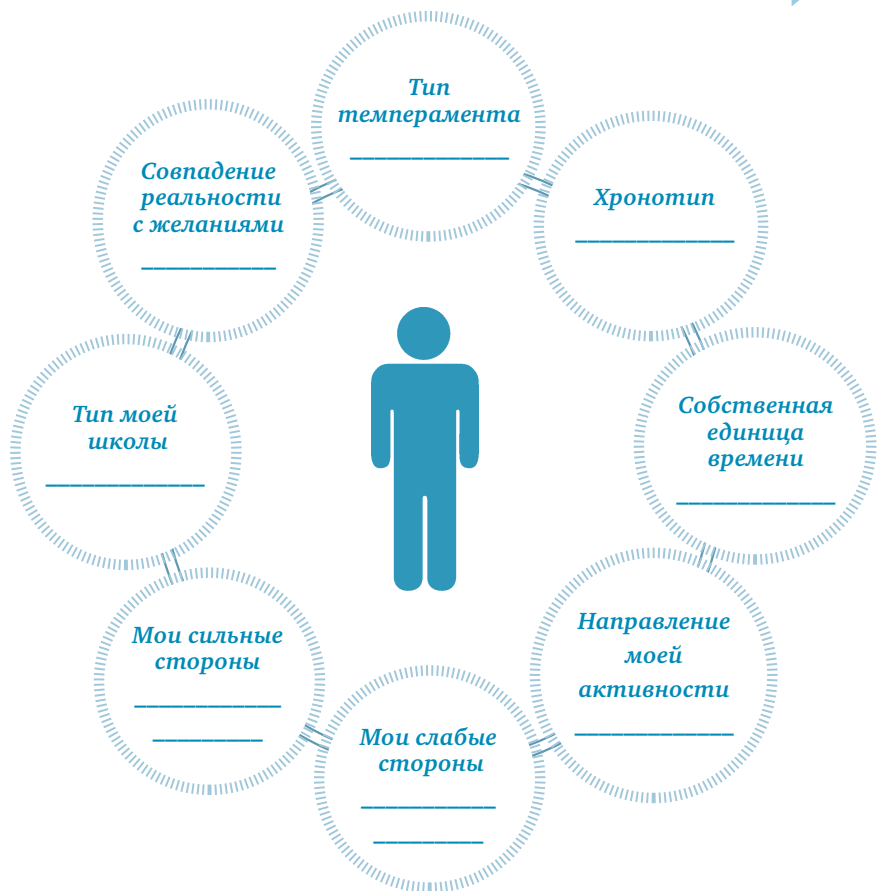 Тип
темперамента
Хронотип
Собственная
единица
времени
Направление
моей
активности
Мои слабые
стороны
Мои сильные
стороны
Тип моей
школы
Совпадение
реальности
с желаниями